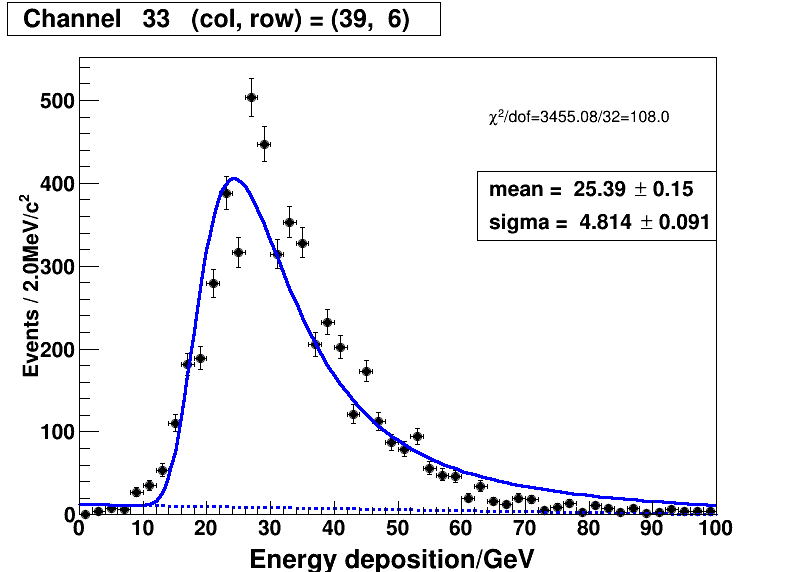 Channel 33 (col, row) = (39, 6)
χ²/dof=3455.08/32=108.0
mean = 25.39 ± 0.15
sigma = 4.814 ± 0.091
Events / 2.0MeV/c²
500
400
300
200
100
0
0 10 20 30 40 50 60 70 80 90 100
Energy deposition/GeV